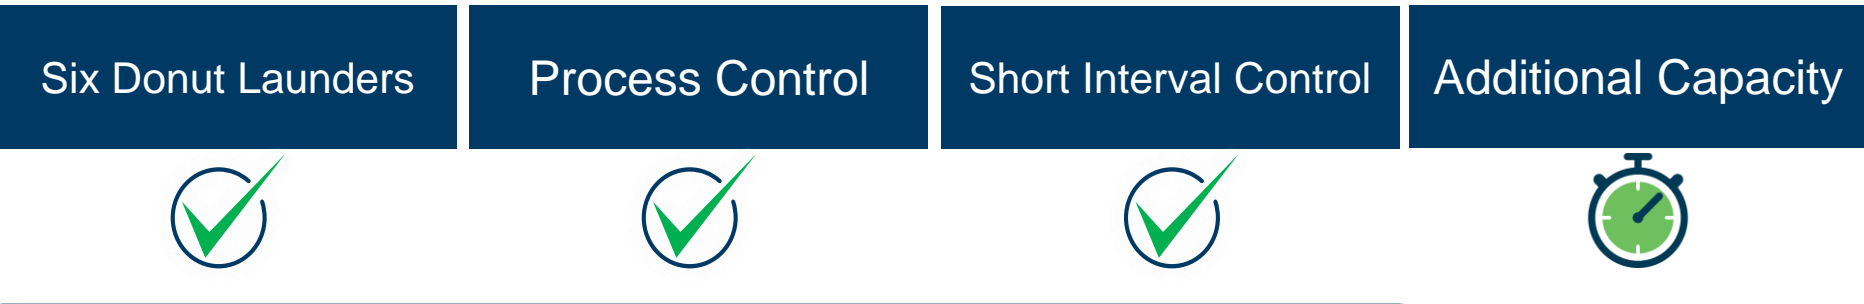 Six Donut Launders
Process Control
Short Interval Control
Additional Capacity